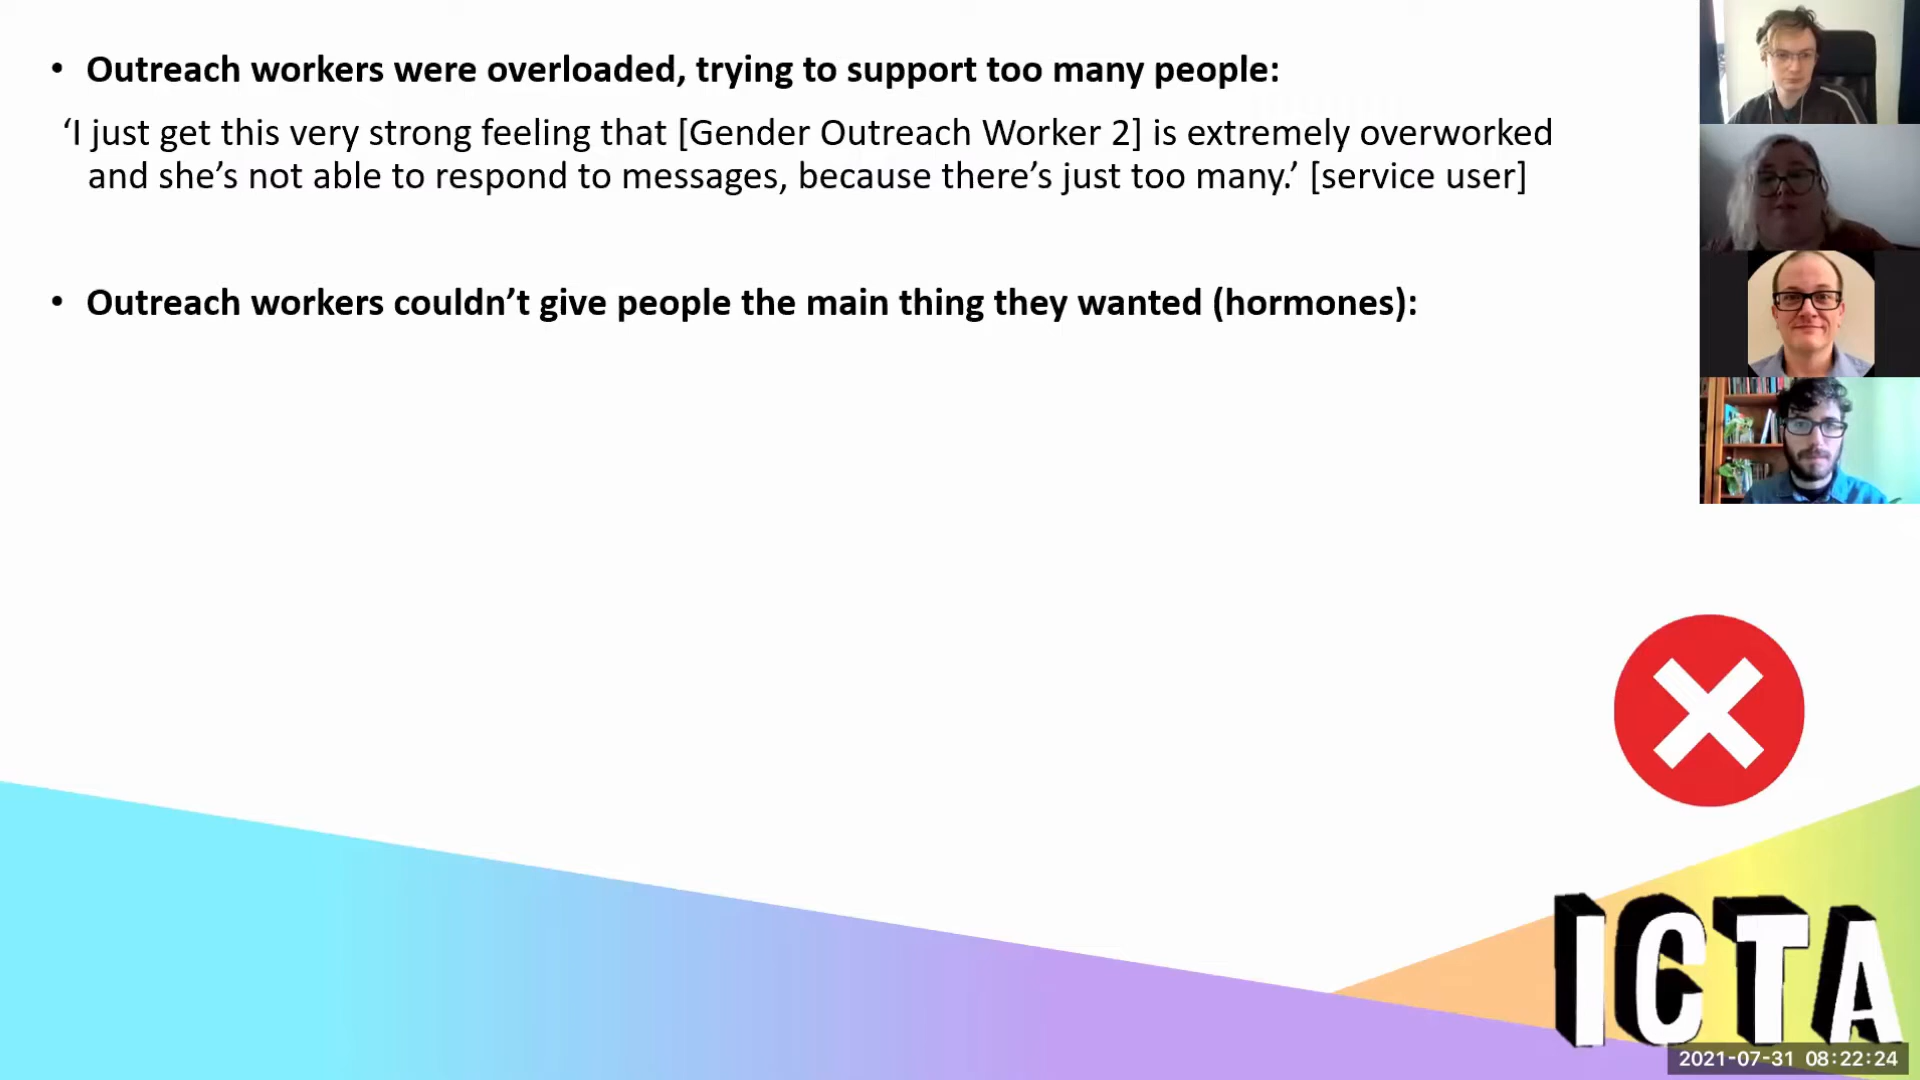 • Outreach workers were overloaded, trying to support too many people:
‘I just get this very strong feeling that [Gender Outreach Worker 2] is extremely overworked
and she’s not able to respond to messages, because there’s just too many.’ [service user]
• Outreach workers couldn’t give people the main thing they wanted (hormones):
ICTA
2021-07-31 08:22:24